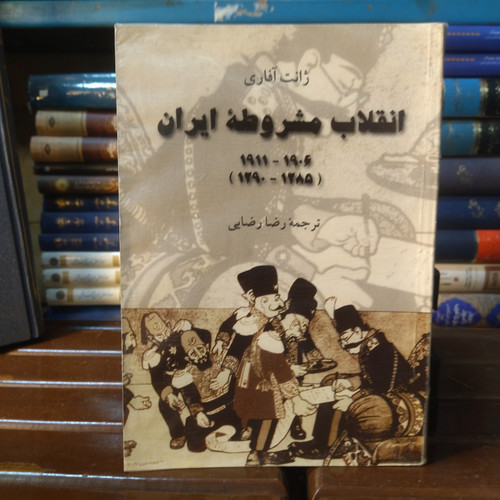 ژانت آفاری
انقلاب مشروطهٔ ایران
۱۹۰۶ - ۱۹۱۱
( ۱۲۸۵ - ۱۲۹۰ )
ترجمهٔ رضا رضایی